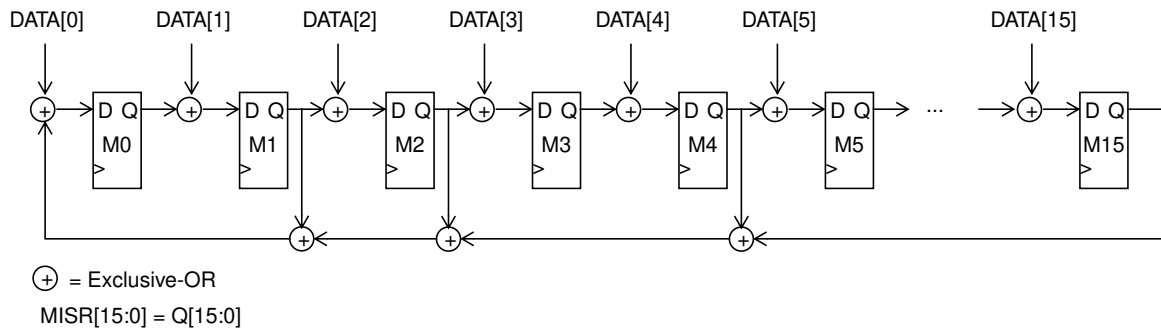 DATA[0] DATA[1] DATA[2] DATA[3] DATA[4] DATA[5] DATA[15]
+ D Q + D Q + D Q + D Q + D Q + D Q ... + D Q
M0 M1 M2 M3 M4 M5 M15
+ + +
+ = Exclusive-OR
MISR[15:0] = Q[15:0]